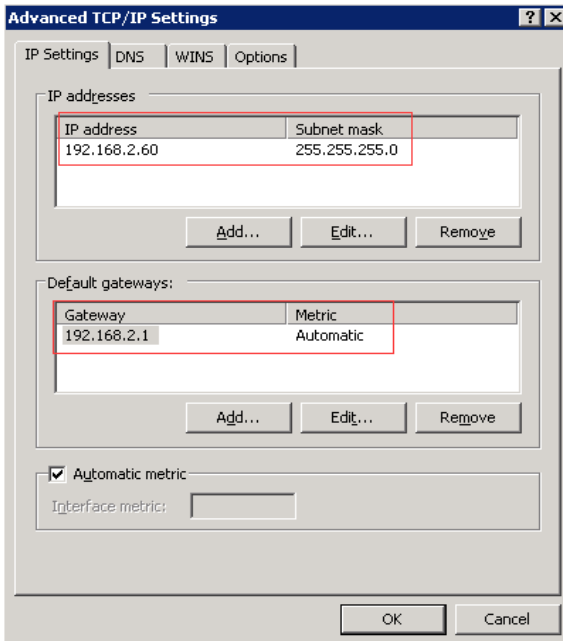 Advanced TCP/IP Settings
IP Settings DNS WINS Options
IP addresses
IP address Subnet mask
192.168.2.60 255.255.255.0
Add... Edit... Remove
Default gateways:
Gateway Metric
192.168.2.1 Automatic
Add... Edit... Remove
Automatic metric
Interface metric:
OK Cancel